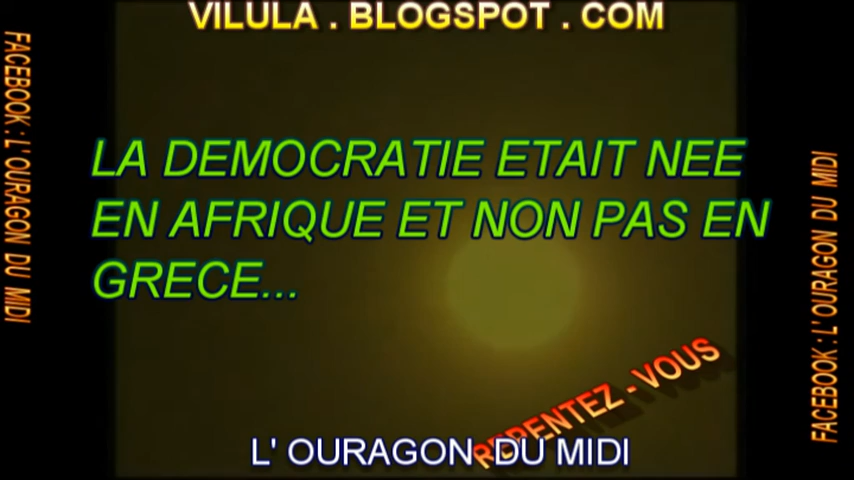 VILULA . BLOGSPOT . COM
FACEBOOK : L' OURAGON DU MIDI
LA DEMOCRATIE ETAIT NEE
EN AFRIQUE ET NON PAS EN
GRECE...
FACEBOOK : L' OURAGON DU MIDI
REPENTEZ - VOUS
L' OURAGON DU MIDI